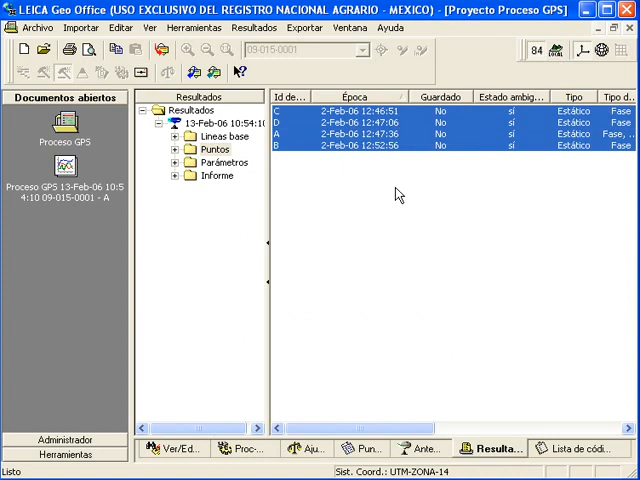 LEICA Geo Office (USO EXCLUSIVO DEL REGISTRO NACIONAL AGRARIO - MEXICO) - [Proyecto Proceso GPS]
Archivo Importar Editar Ver Herramientas Resultados Exportar Ventana Ayuda
09-015-0001
84
LOCAL
Documentos abiertos
Proceso GPS
Proceso GPS 13-Feb-06 10:5
4:10 09-015-0001 - A
Administrador
Herramientas
Resultados
Resultados
13-Feb-06 10:54:10
Lineas base
Puntos
Parámetros
Informe
Id de... Época Guardado Estado ambig... Tipo Tipo d...
C 2-Feb-06 12:46:51 No sí Estático Fase
D 2-Feb-06 12:47:06 No sí Estático Fase
A 2-Feb-06 12:47:36 No sí Estático Fase, ..
B 2-Feb-06 12:52:56 No sí Estático Fase
Ver/Ed... Proc-... Aju... Pun... Ante... Resulta... Lista de códi...
Listo Sist. Coord.: UTM-ZONA-14